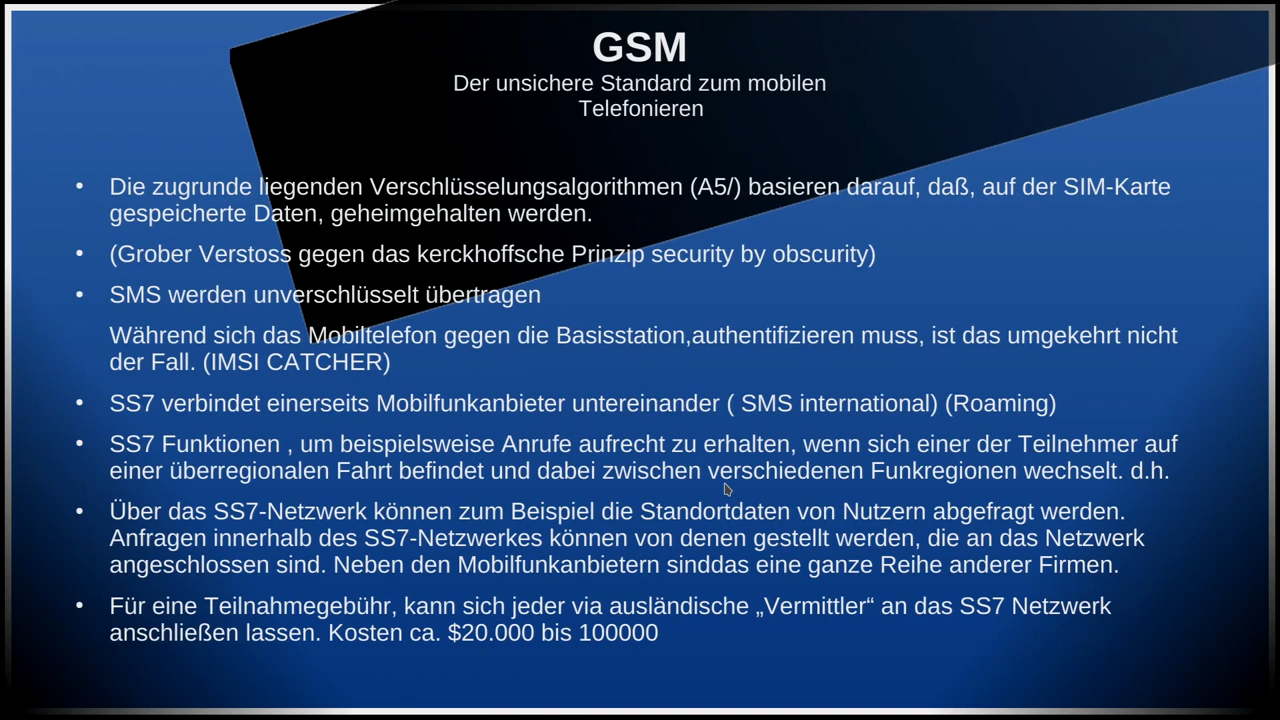 GSM
Der unsichere Standard zum mobilen
Telefonieren
• Die zugrunde liegenden Verschlüsselungsalgorithmen (A5/) basieren darauf, daß, auf der SIM-Karte
gespeicherte Daten, geheimgehalten werden.
• (Grober Verstoss gegen das kerckhoffsche Prinzip security by obscurity)
• SMS werden unverschlüsselt übertragen
Während sich das Mobiltelefon gegen die Basisstation,authentifizieren muss, ist das umgekehrt nicht
der Fall. (IMSI CATCHER)
• SS7 verbindet einerseits Mobilfunkanbieter untereinander ( SMS international) (Roaming)
• SS7 Funktionen , um beispielsweise Anrufe aufrecht zu erhalten, wenn sich einer der Teilnehmer auf
einer überregionalen Fahrt befindet und dabei zwischen verschiedenen Funkregionen wechselt. d.h.
• Über das SS7-Netzwerk können zum Beispiel die Standortdaten von Nutzern abgefragt werden.
Anfragen innerhalb des SS7-Netzwerkes können von denen gestellt werden, die an das Netzwerk
angeschlossen sind. Neben den Mobilfunkanbietern sinddas eine ganze Reihe anderer Firmen.
• Für eine Teilnahmegebühr, kann sich jeder via ausländische „Vermittler“ an das SS7 Netzwerk
anschließen lassen. Kosten ca. $20.000 bis 100000